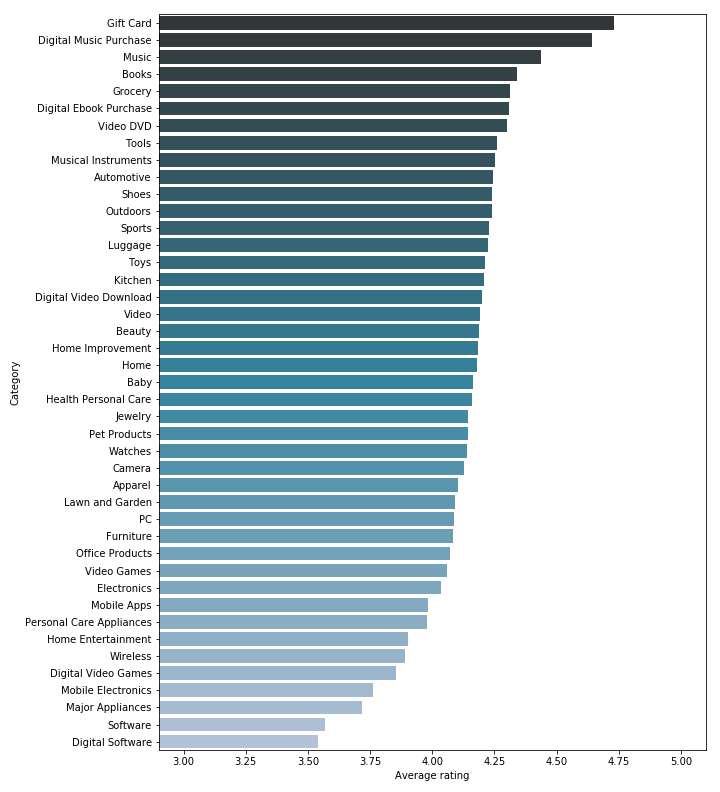 Gift Card
Digital Music Purchase
Music
Books
Grocery
Digital Ebook Purchase
Video DVD
Tools
Musical Instruments
Automotive
Shoes
Outdoors
Sports
Luggage
Toys
Kitchen
Digital Video Download
Video
Beauty
Home Improvement
Home
Baby
Health Personal Care
Jewelry
Pet Products
Watches
Camera
Apparel
Lawn and Garden
PC
Furniture
Office Products
Video Games
Electronics
Mobile Apps
Personal Care Appliances
Home Entertainment
Wireless
Digital Video Games
Mobile Electronics
Major Appliances
Software
Digital Software
Category
3.00 3.25 3.50 3.75 4.00 4.25 4.50 4.75 5.00
Average rating